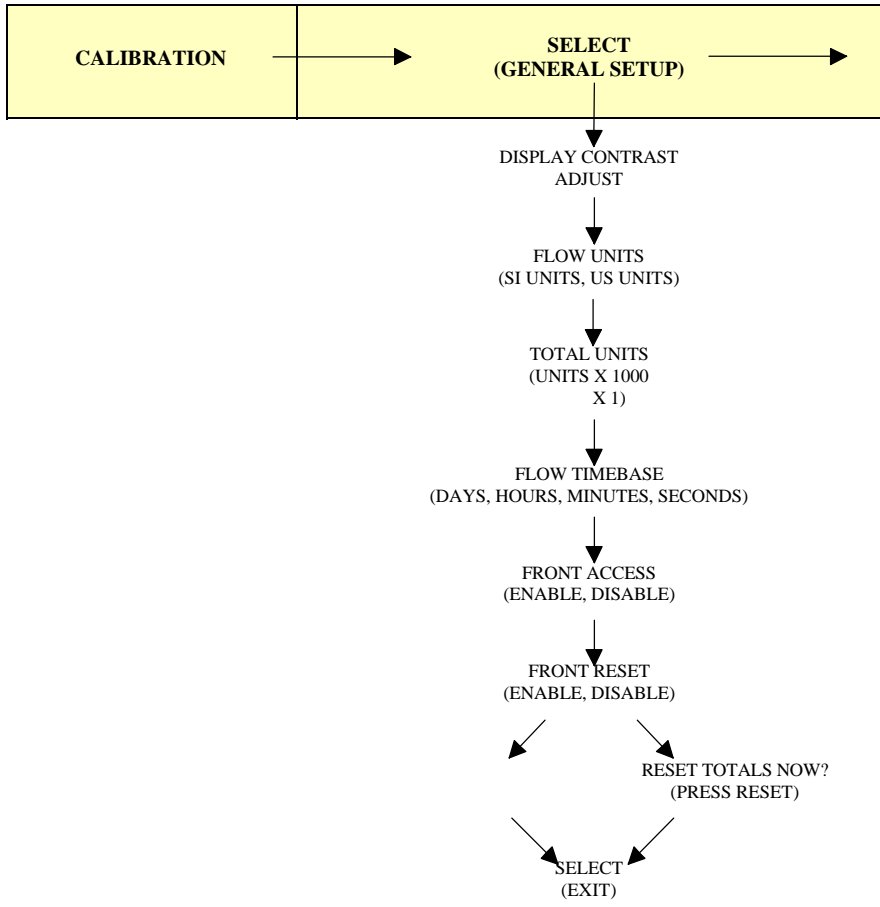 CALIBRATION
SELECT
(GENERAL SETUP)
DISPLAY CONTRAST
ADJUST
FLOW UNITS
(SI UNITS, US UNITS)
TOTAL UNITS
(UNITS X 1000
X 1)
FLOW TIMEBASE
(DAYS, HOURS, MINUTES, SECONDS)
FRONT ACCESS
(ENABLE, DISABLE)
FRONT RESET
(ENABLE, DISABLE)
RESET TOTALS NOW?
(PRESS RESET)
SELECT
(EXIT)